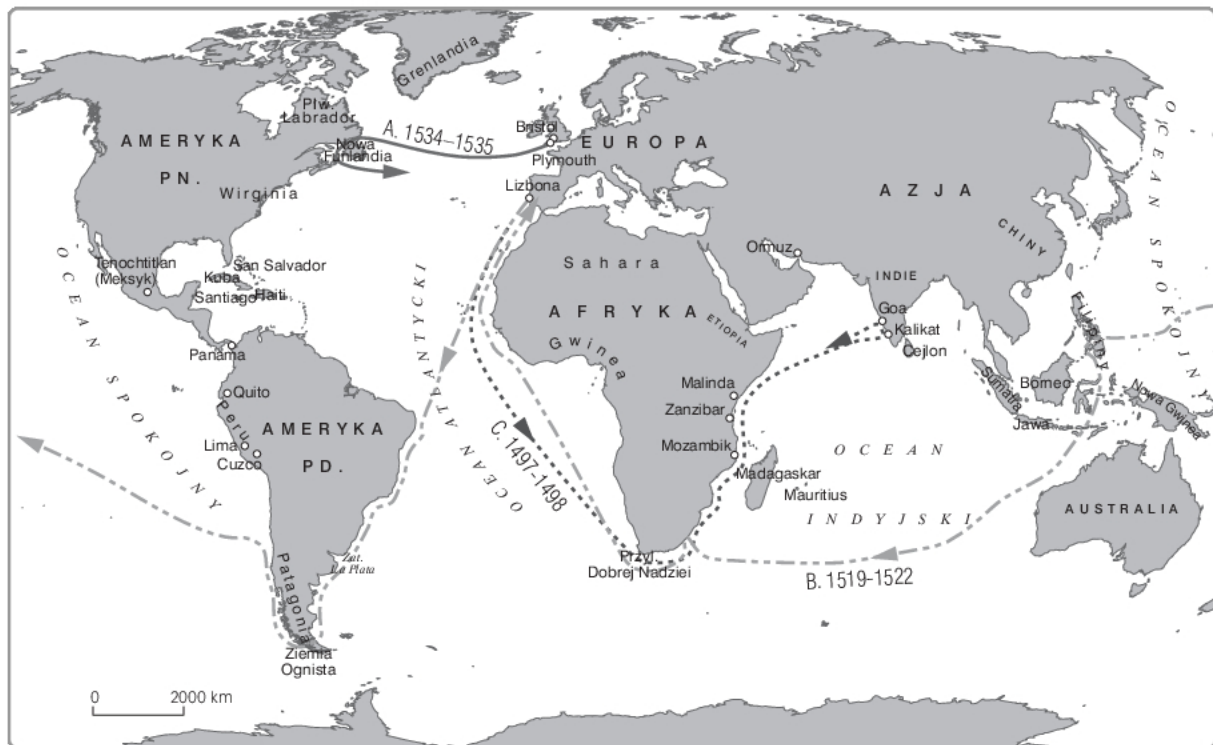 Grenlandia
Płw.
Labrador
AMERYKA
PN.
Nowa
Funlandia
A. 1534–1535
Bristol
Plymouth
EUROPA
Lizbona
Wirginia
AZJA
CHINY
OCEAN SPOKOJNY
Ormuz
INDIE
Sahara
Tenochtitlan
(Meksyk)
San Salvador
Kuba
Santiago
Haiti
OCEAN SPOKOJNY
OCEAN ATLANTYCKI
AFRYKA
ETIOPIA
Gwinea
Goa
Kalikat
Cejlon
Filipiny
Panama
Quito
Peru
Lima
Cuzco
AMERYKA
PD.
Malinda
Zanzibar
Mozambik
Madagaskar
Mauritius
Sumatra
Borneo
Jawa
Nowa Gwinea
OCEAN
INDYJSKI
AUSTRALIA
C. 1497-1498
Przyl.
Dobrej Nadziei
B. 1519-1522
Zat.
La Plata
Patagonia
Ziemia
Ognista
0 2000 km